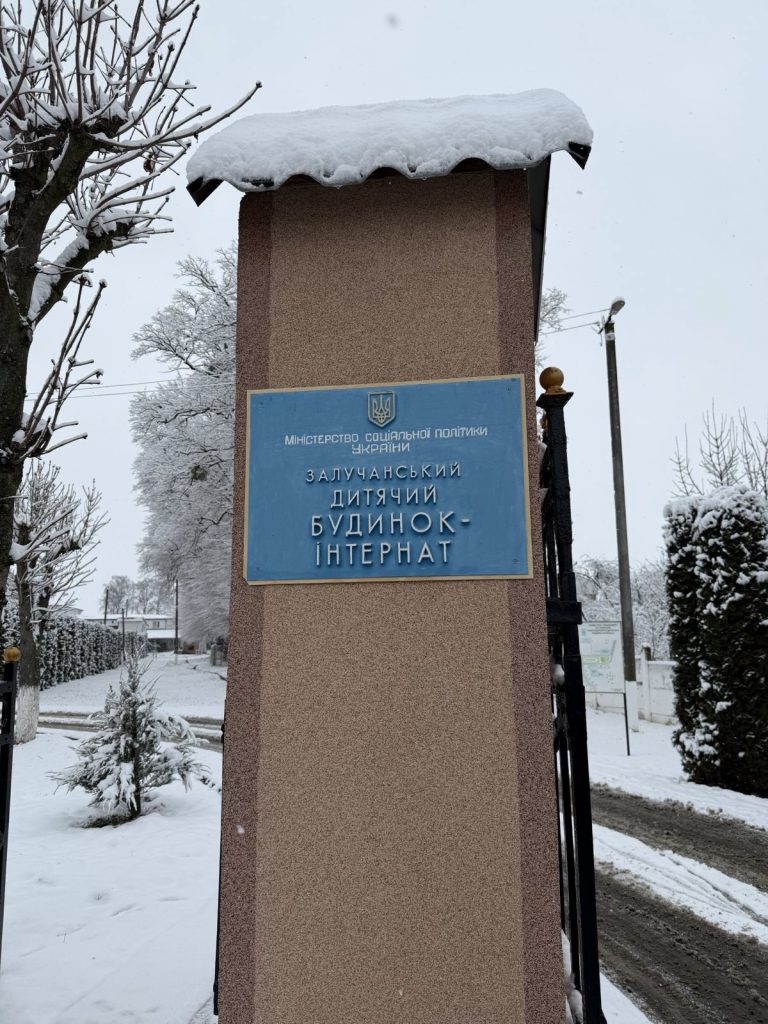 Міністерство соціальної політики
України
ЗАЛУЧАНСЬКИЙ
ДИТЯЧИЙ
БУДИНОК-
ІНТЕРНАТ